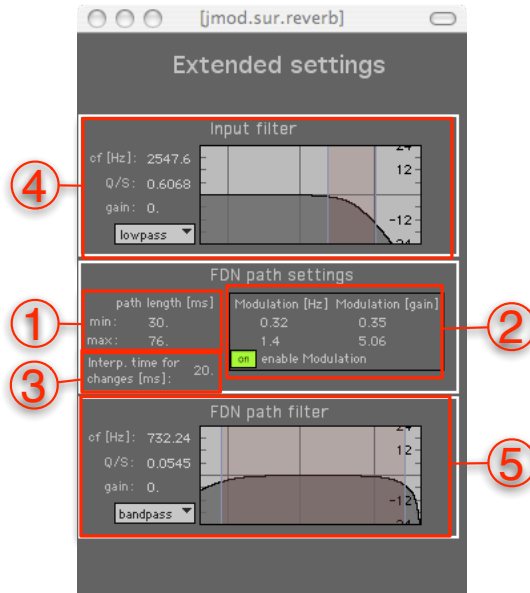 [jmod.sur.reverb]
Extended settings
Input filter
cf [Hz]: 2547.6
Q/S: 0.6068
gain: 0.
lowpass
24
12
-12
24
4
FDN path settings
path length [ms]
min: 30.
max: 76.
Modulation [Hz] Modulation [gain]
0.32 0.35
1.4 5.06
on enable Modulation
1
2
Interp. time for
changes [ms]: 20.
3
FDN path filter
cf [Hz]: 732.24
Q/S: 0.0545
gain: 0.
bandpass
24
12
-12
24
5